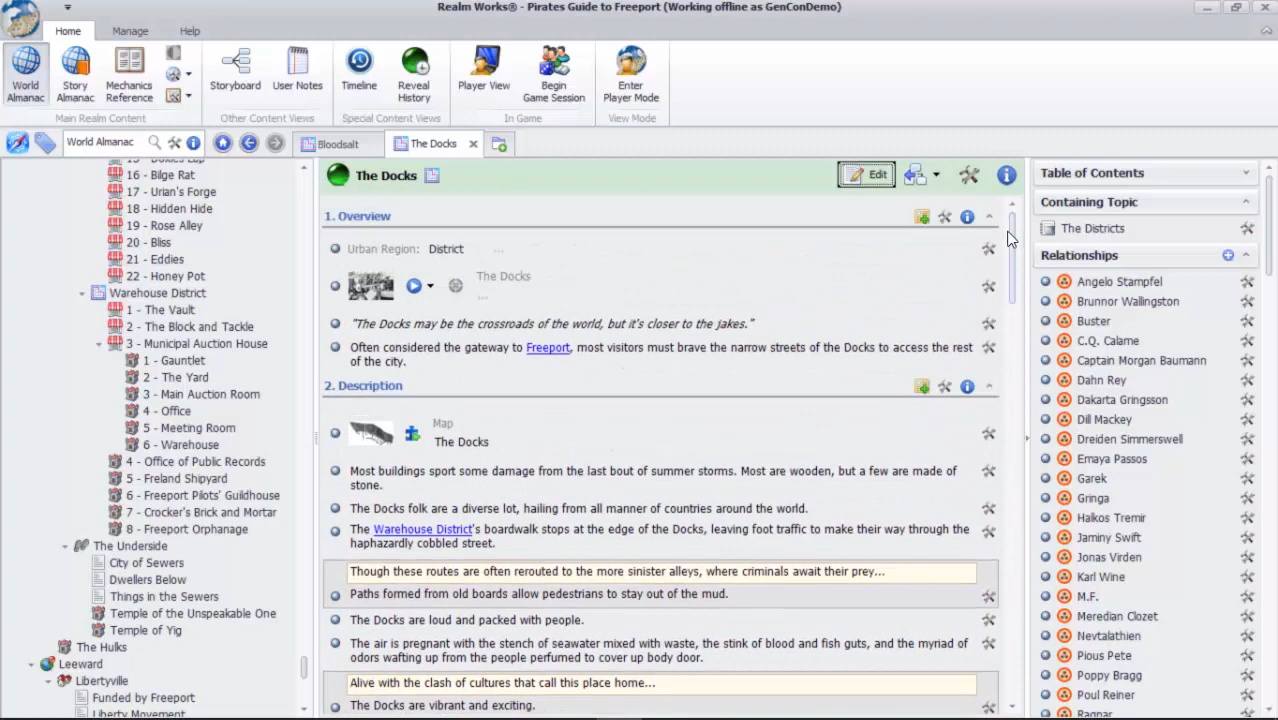 Realm Works® - Pirates Guide to Freeport (Working offline as GenConDemo)
Home
Manage
Help
World
Almanac
Story
Almanac
Mechanics
Reference
Storyboard
User Notes
Timeline
Reveal
History
Player View
Begin
Game Session
Enter
Player Mode
Main Realm Content
Other Content Views
Special Content Views
In Game
View Mode
World Almanac
Bloodsalt
The Docks
16 - Bilge Rat
17 - Urian's Forge
18 - Hidden Hide
19 - Rose Alley
20 - Bliss
21 - Eddies
22 - Honey Pot
Warehouse District
1 - The Vault
2 - The Block and Tackle
3 - Municipal Auction House
1 - Gauntlet
2 - The Yard
3 - Main Auction Room
4 - Office
5 - Meeting Room
6 - Warehouse
4 - Office of Public Records
5 - Freland Shipyard
6 - Freeport Pilots' Guildhouse
7 - Crocker's Brick and Mortar
8 - Freeport Orphanage
The Underside
City of Sewers
Dwellers Below
Things in the Sewers
Temple of the Unspeakable One
Temple of Yig
The Hulks
Leeward
Libertyville
Funded by Freeport
Liberty Movement
The Docks
Edit
1. Overview
Urban Region: District ...
The Docks
...
"The Docks may be the crossroads of the world, but it's closer to the jakes."
Often considered the gateway to Freeport, most visitors must brave the narrow streets of the Docks to access the rest
of the city.
2. Description
Map
The Docks
Most buildings sport some damage from the last bout of summer storms. Most are wooden, but a few are made of
stone.
The Docks folk are a diverse lot, hailing from all manner of countries around the world.
The Warehouse District's boardwalk stops at the edge of the Docks, leaving foot traffic to make their way through the
haphazardly cobbled street.
Though these routes are often rerouted to the more sinister alleys, where criminals await their prey...
Paths formed from old boards allow pedestrians to stay out of the mud.
The Docks are loud and packed with people.
The air is pregnant with the stench of seawater mixed with waste, the stink of blood and fish guts, and the myriad of
odors wafting up from the people perfumed to cover up body door.
Alive with the clash of cultures that call this place home...
The Docks are vibrant and exciting.
Table of Contents
Containing Topic
The Districts
Relationships
Angelo Stampfel
Brunnor Wallingston
Buster
C.Q. Calame
Captain Morgan Baumann
Dahn Rey
Dakarta Gringsson
Dill Mackey
Dreiden Simmerswell
Emaya Passos
Garek
Gringa
Halkos Tremir
Jaminy Swift
Jonas Virden
Karl Wine
M.F.
Meredian Clozet
Nevtalathien
Pious Pete
Poppy Bragg
Poul Reiner
Ragnar